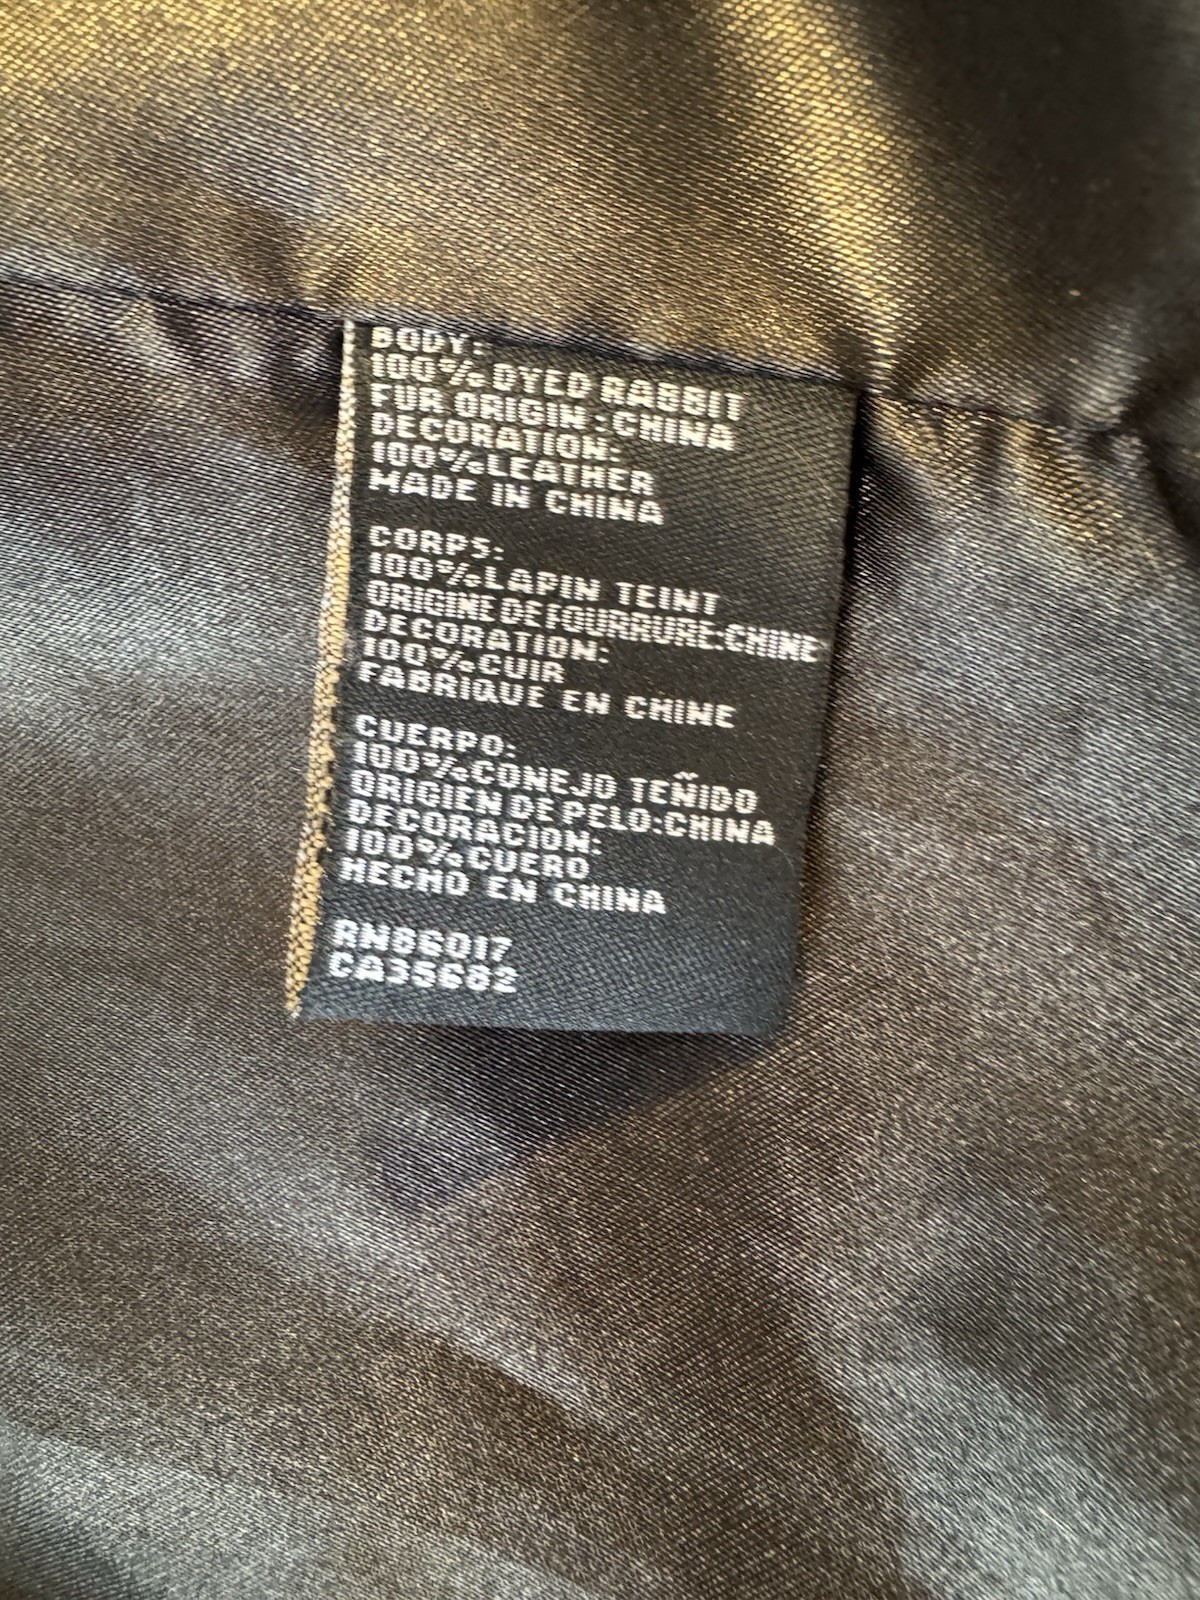 BODY:
100% DYED RABBIT
FUR ORIGIN:CHINA
DECORATION:
100%LEATHER
MADE IN CHINA
CORPS:
100%LAPIN TEINT
ORIGINE DE FOURRURE:CHINE
DECORATION:
100%CUIR
FABRIQUE EN CHINE
CUERPO:
100%CONEJO TEÑIDO
ORIGIEN DE PELO:CHINA
DECORACION:
100%CUERO
HECHO EN CHINA
RN86017
CA35682